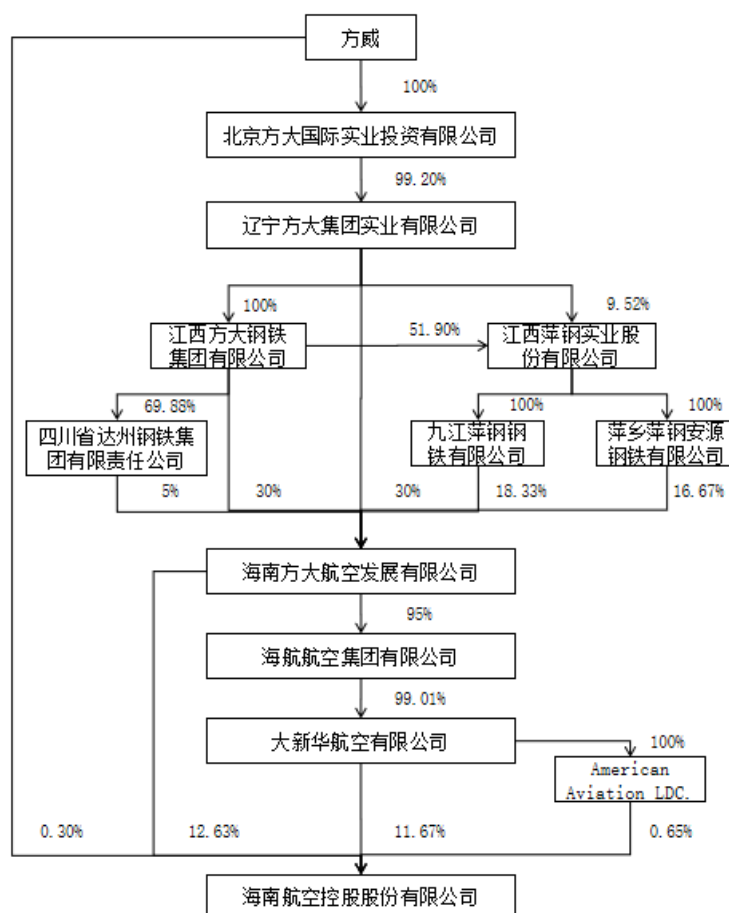 方威
100%
北京方大国际实业投资有限公司
99.20%
辽宁方大集团实业有限公司
100%
9.52%
江西方大钢铁
集团有限公司
51.90%
江西萍钢实业股
份有限公司
69.88%
100%
100%
四川省达州钢铁集
团有限责任公司
九江萍钢钢
铁有限公司
萍乡萍钢安源
钢铁有限公司
5%
30%
30%
18.33%
16.67%
海南方大航空发展有限公司
95%
海航航空集团有限公司
99.01%
大新华航空有限公司
100%
American
Aviation LDC.
0.30%
12.63%
11.67%
0.65%
海南航空控股股份有限公司